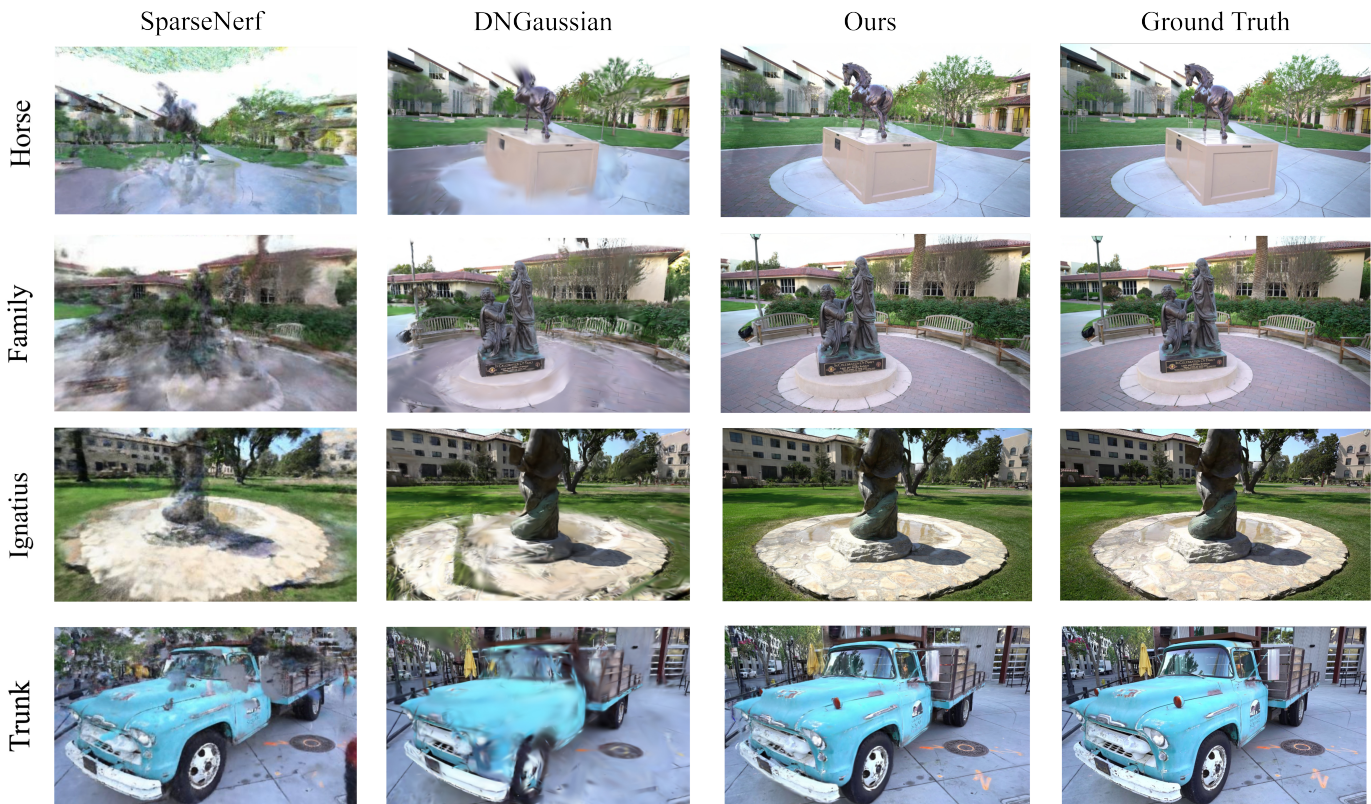 SparseNerf DNGaussian Ours Ground Truth
Horse
Family
Ignatius
Trunk